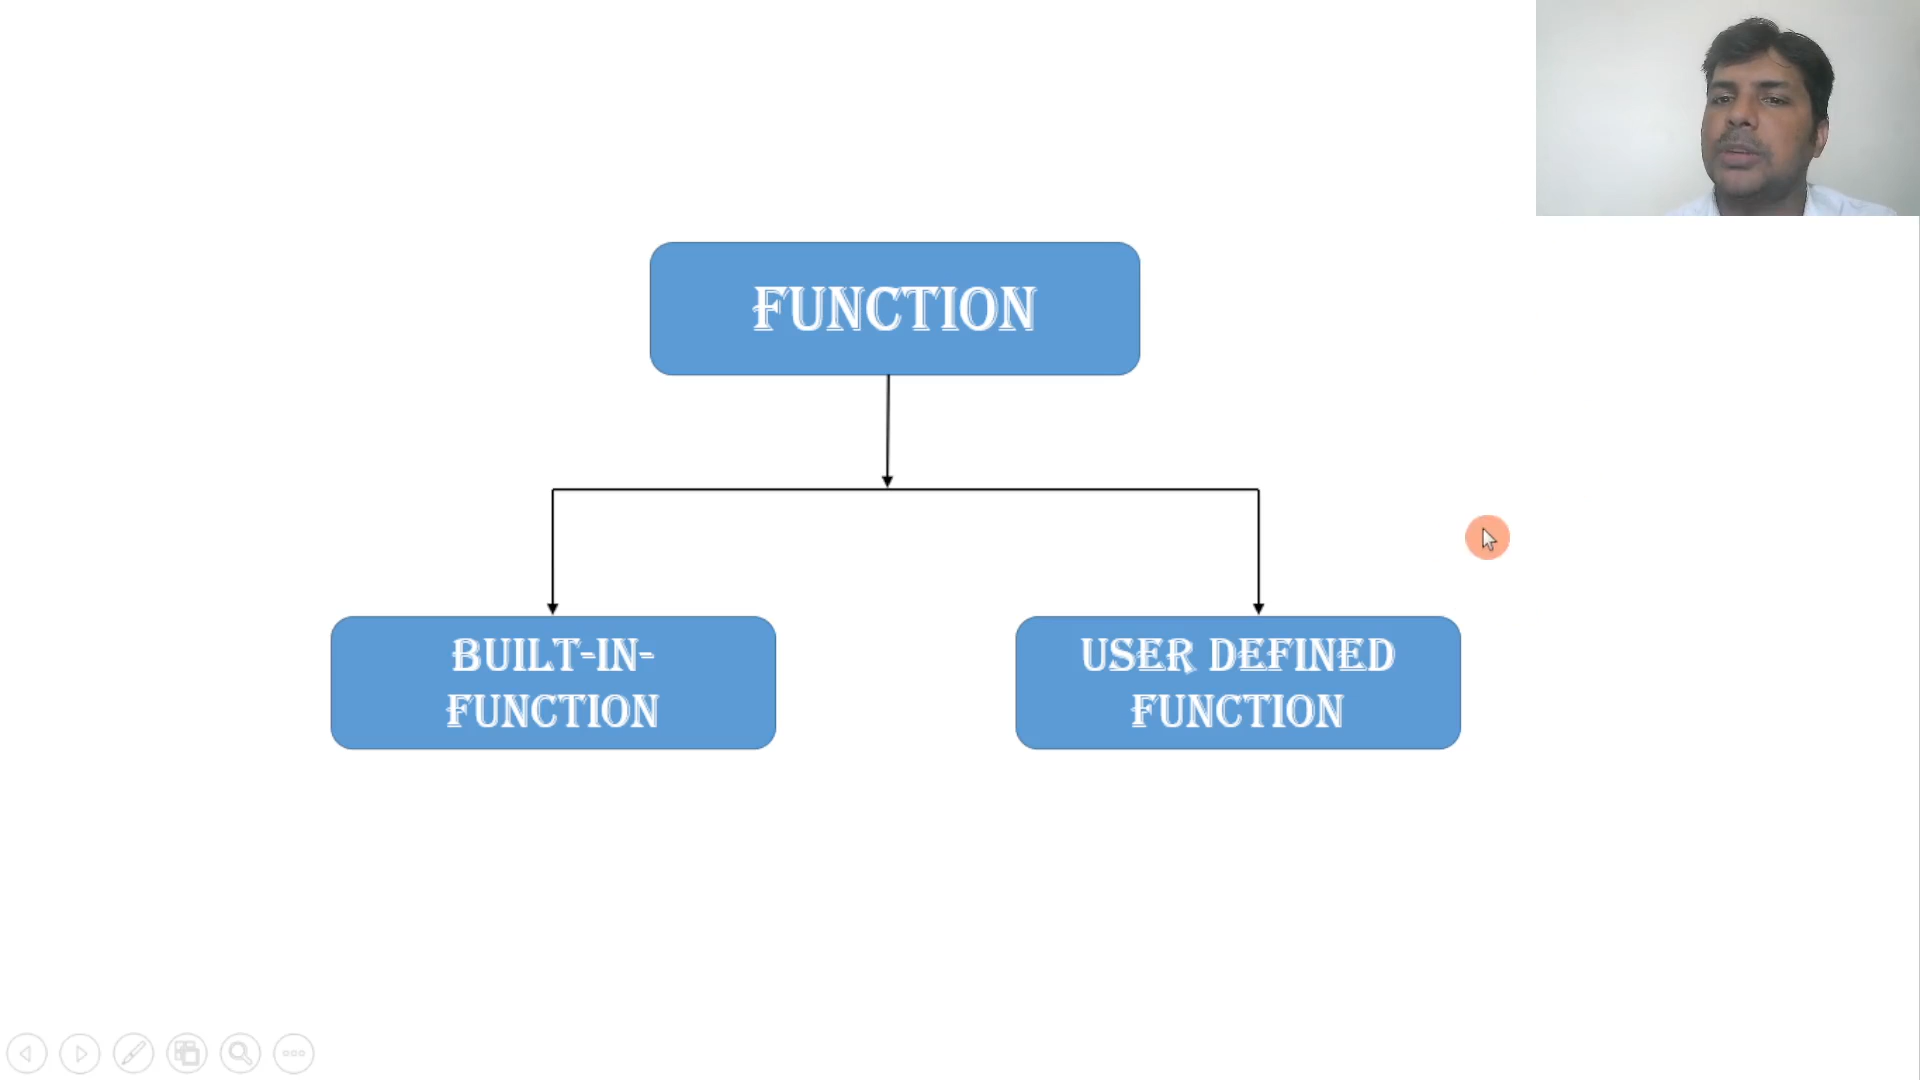 FUNCTION
BUILT-IN-
FUNCTION
USER DEFINED
FUNCTION